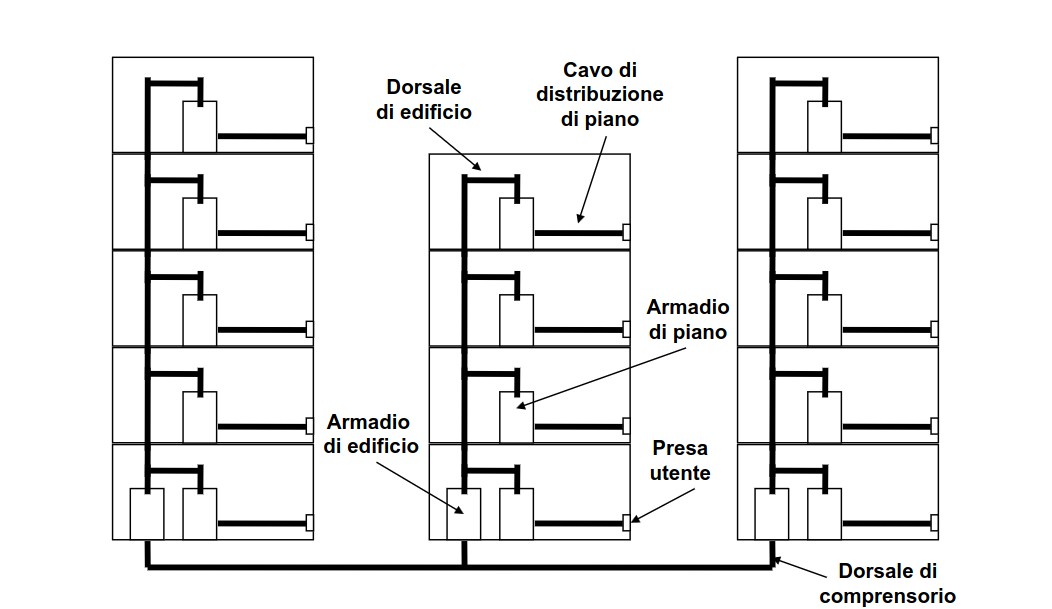 Dorsale
di edificio
Cavo di
distribuzione
di piano
Armadio
di piano
Armadio
di edificio
Presa
utente
Dorsale di
comprensorio